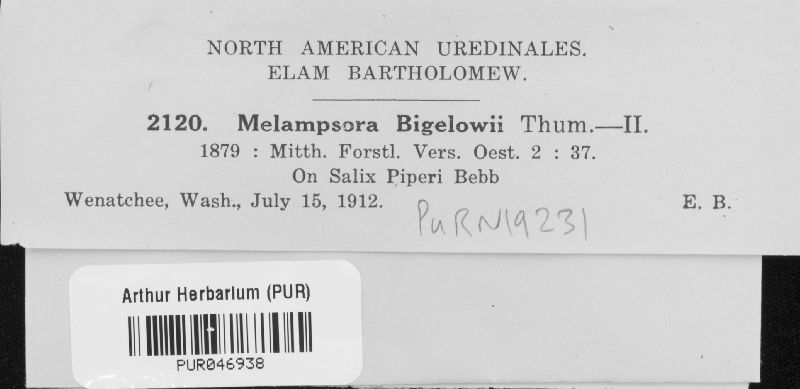 NORTH AMERICAN UREDINALES.
ELAM BARTHOLOMEW.
2120. Melampsora Bigelowii Thum.—II.
1879 : Mitth. Forstl. Vers. Oest. 2 : 37.
On Salix Piperi Bebb
Wenatchee, Wash., July 15, 1912. E. B.
PURN19231
Arthur Herbarium (PUR)
PUR046938